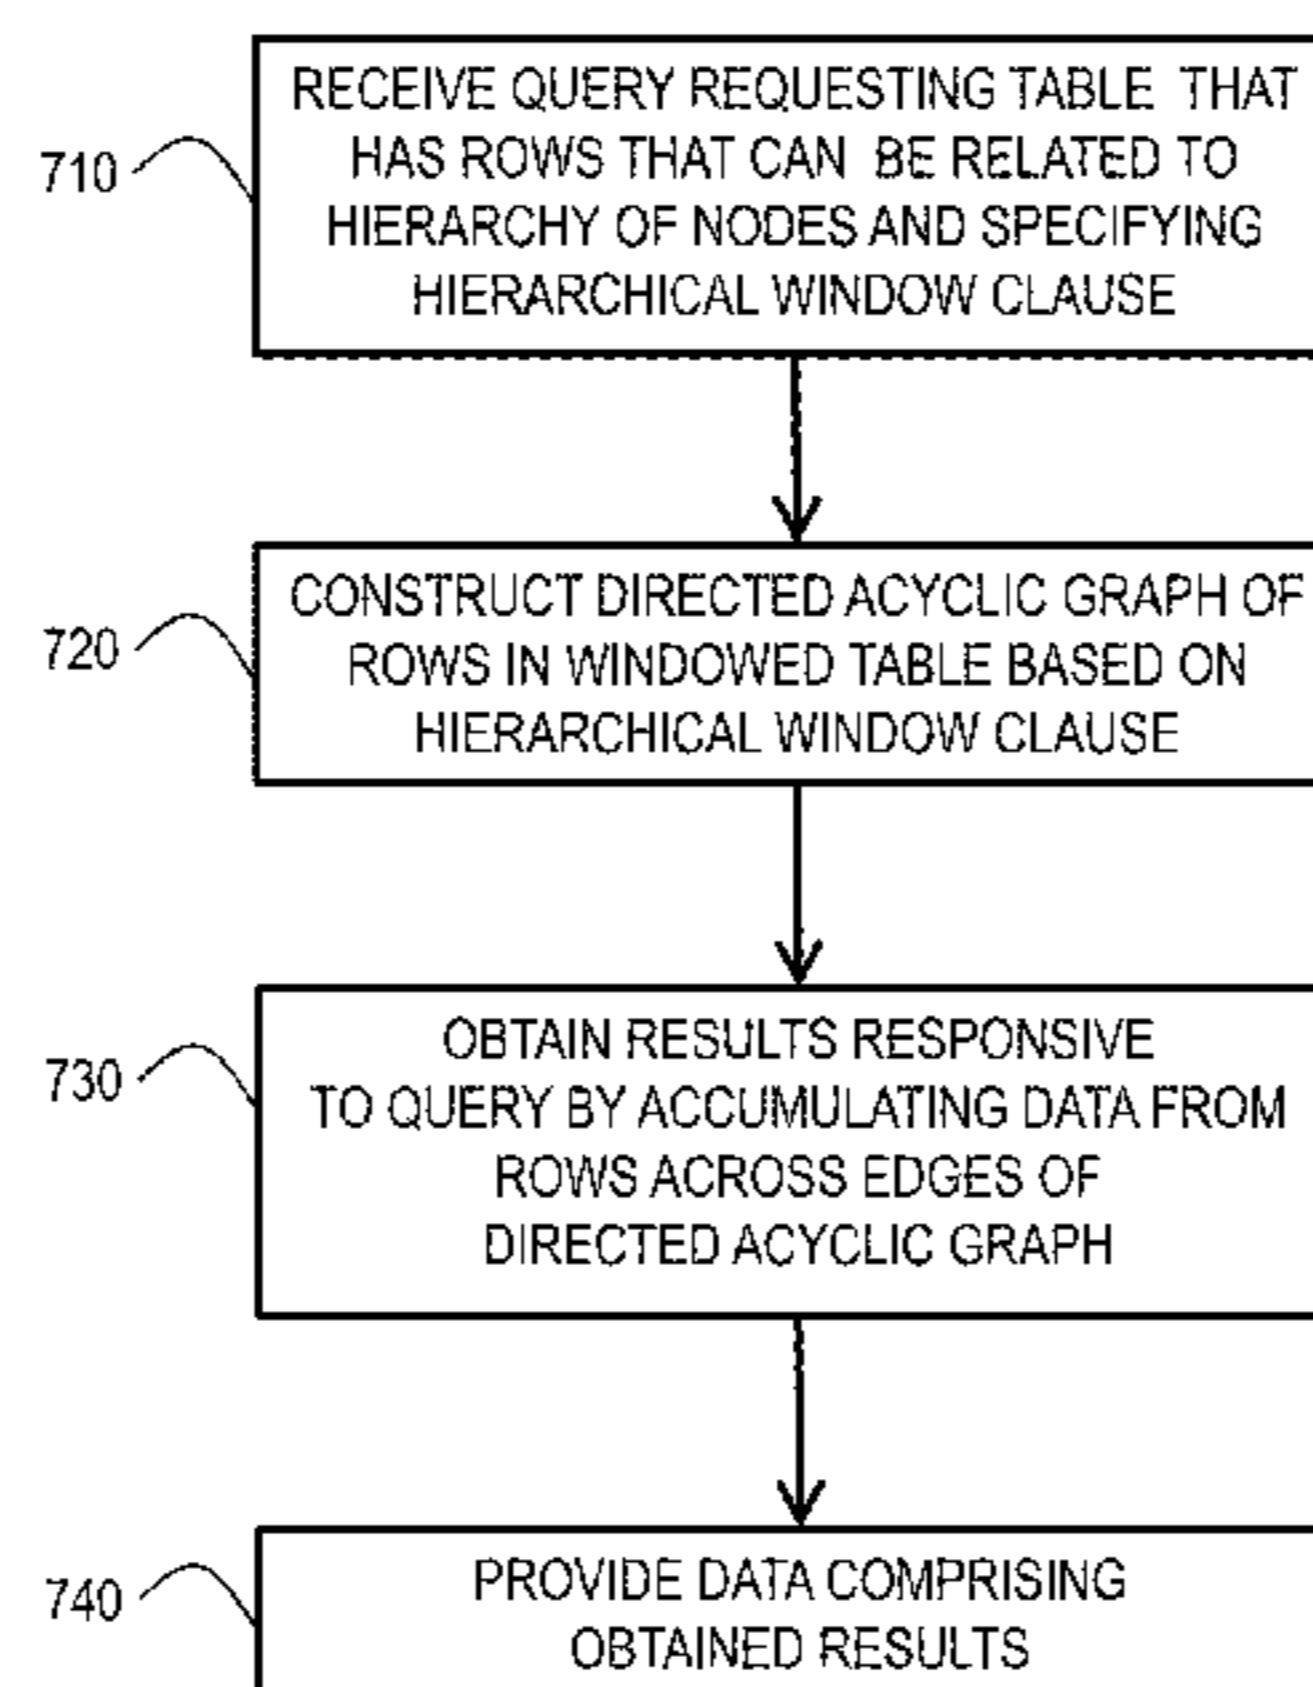 710
RECEIVE QUERY REQUESTING TABLE THAT
HAS ROWS THAT CAN BE RELATED TO
HIERARCHY OF NODES AND SPECIFYING
HIERARCHICAL WINDOW CLAUSE
720
CONSTRUCT DIRECTED ACYCLIC GRAPH OF
ROWS IN WINDOWED TABLE BASED ON
HIERARCHICAL WINDOW CLAUSE
730
OBTAIN RESULTS RESPONSIVE
TO QUERY BY ACCUMULATING DATA FROM
ROWS ACROSS EDGES OF
DIRECTED ACYCLIC GRAPH
740
PROVIDE DATA COMPRISING
OBTAINED RESULTS